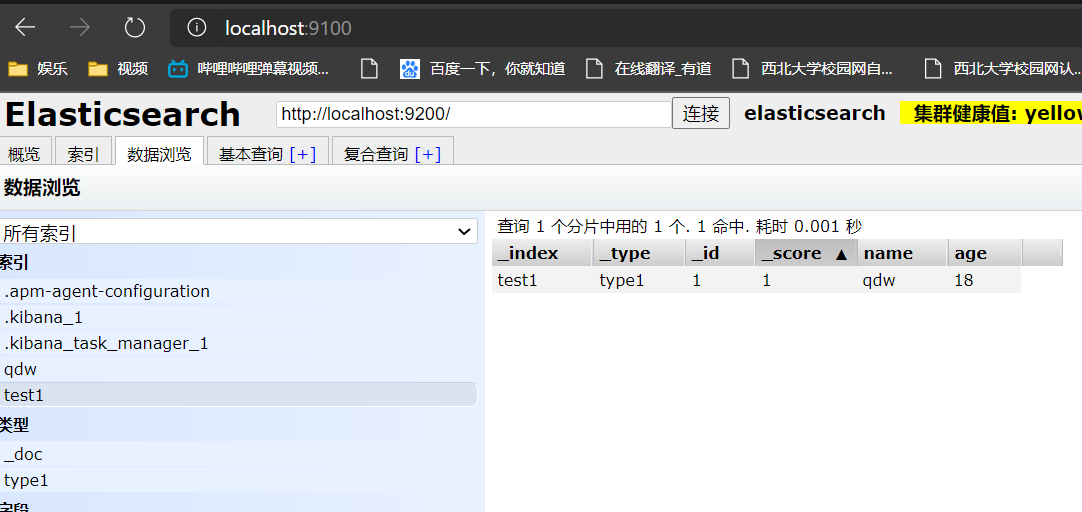 localhost:9100
娱乐 视频 哔哩哔哩弹幕视频... 百度一下，你就知道 在线翻译_有道 西北大学校园网自... 西北大学校园网认...
Elasticsearch http://localhost:9200/ 连接 elasticsearch 集群健康值: yellow
概览 索引 数据浏览 基本查询 [+] 复合查询 [+]
数据浏览
所有索引
索引
.apm-agent-configuration
.kibana_1
.kibana_task_manager_1
qdw
test1
类型
_doc
type1
字段
查询 1 个分片中用的 1 个. 1 命中. 耗时 0.001 秒
_index _type _id _score ▲ name age
test1 type1 1 1 qdw 18